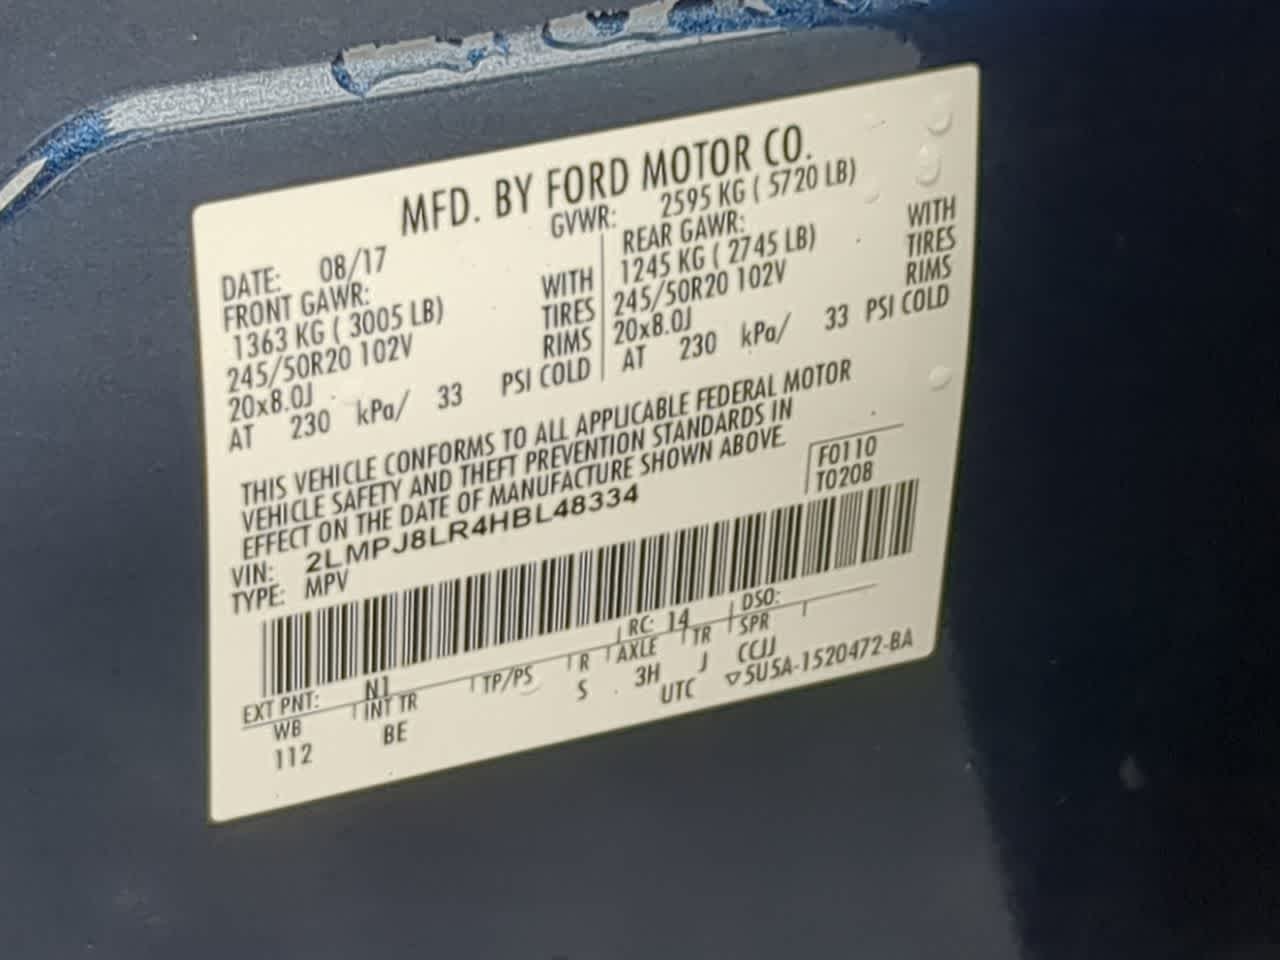 MFD. BY FORD MOTOR CO.
DATE: 08/17
GVWR: 2595 KG ( 5720 LB)
FRONT GAWR:
1363 KG ( 3005 LB) WITH
245/50R20 102V TIRES
20x8.0J RIMS
AT 230 kPa/ 33 PSI COLD
REAR GAWR:
1245 KG ( 2745 LB) WITH
245/50R20 102V TIRES
20x8.0J RIMS
AT 230 kPa/ 33 PSI COLD
THIS VEHICLE CONFORMS TO ALL APPLICABLE FEDERAL MOTOR
VEHICLE SAFETY AND THEFT PREVENTION STANDARDS IN
EFFECT ON THE DATE OF MANUFACTURE SHOWN ABOVE.
VIN: 2LMPJ8LR4HBL48334
TYPE: MPV
F0110
T0208
EXT PNT: N1 RC: 14 DSO:
WB INT TR TP/PS R AXLE TR SPR
112 BE S 3H J CCJJ
UTC ▽5U5A-1520472-BA